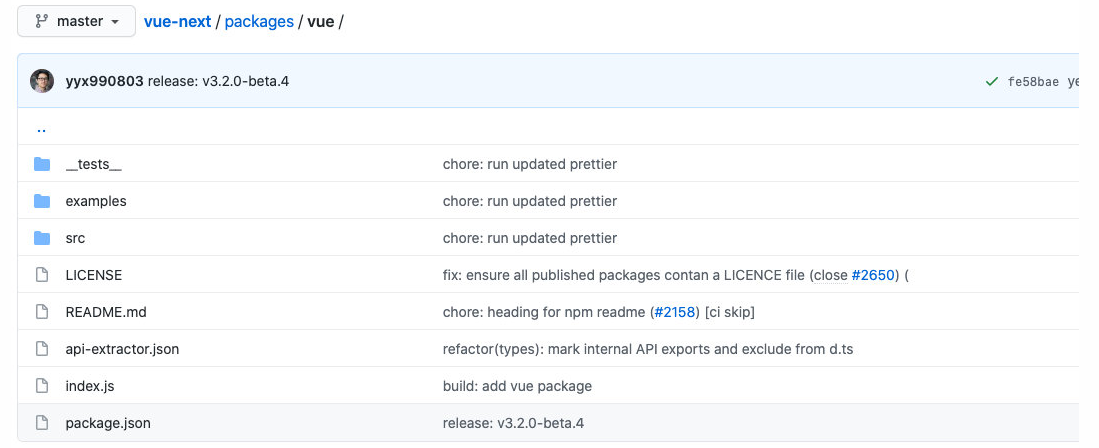 master vue-next / packages / vue /
yyx990803 release: v3.2.0-beta.4 fe58bae
..
__tests__ chore: run updated prettier
examples chore: run updated prettier
src chore: run updated prettier
LICENSE fix: ensure all published packages contan a LICENCE file (close #2650) (
README.md chore: heading for npm readme (#2158) [ci skip]
api-extractor.json refactor(types): mark internal API exports and exclude from d.ts
index.js build: add vue package
package.json release: v3.2.0-beta.4